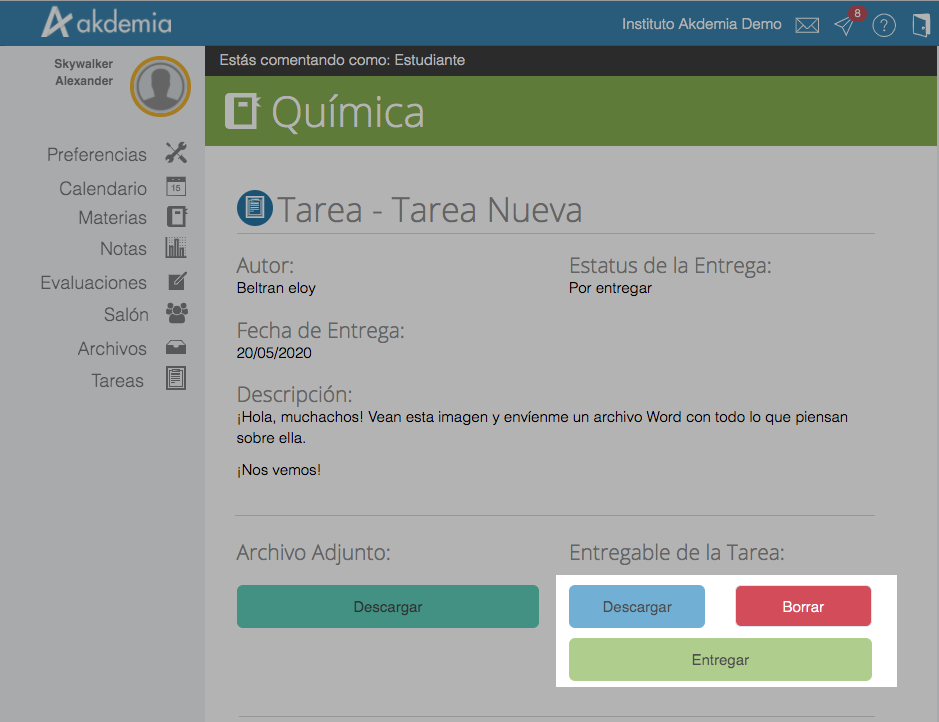 akdemia
Instituto Akdemia Demo
8
?
Skywalker
Alexander
Estás comentando como: Estudiante
Química
Preferencias
Calendario
15
Materias
Notas
Evaluaciones
Salón
Archivos
Tareas
Tarea - Tarea Nueva
Autor:
Beltran eloy
Estatus de la Entrega:
Por entregar
Fecha de Entrega:
20/05/2020
Descripción:
¡Hola, muchachos! Vean esta imagen y envíenme un archivo Word con todo lo que piensan
sobre ella.
¡Nos vemos!
Archivo Adjunto:
Descargar
Entregable de la Tarea:
Descargar
Borrar
Entregar